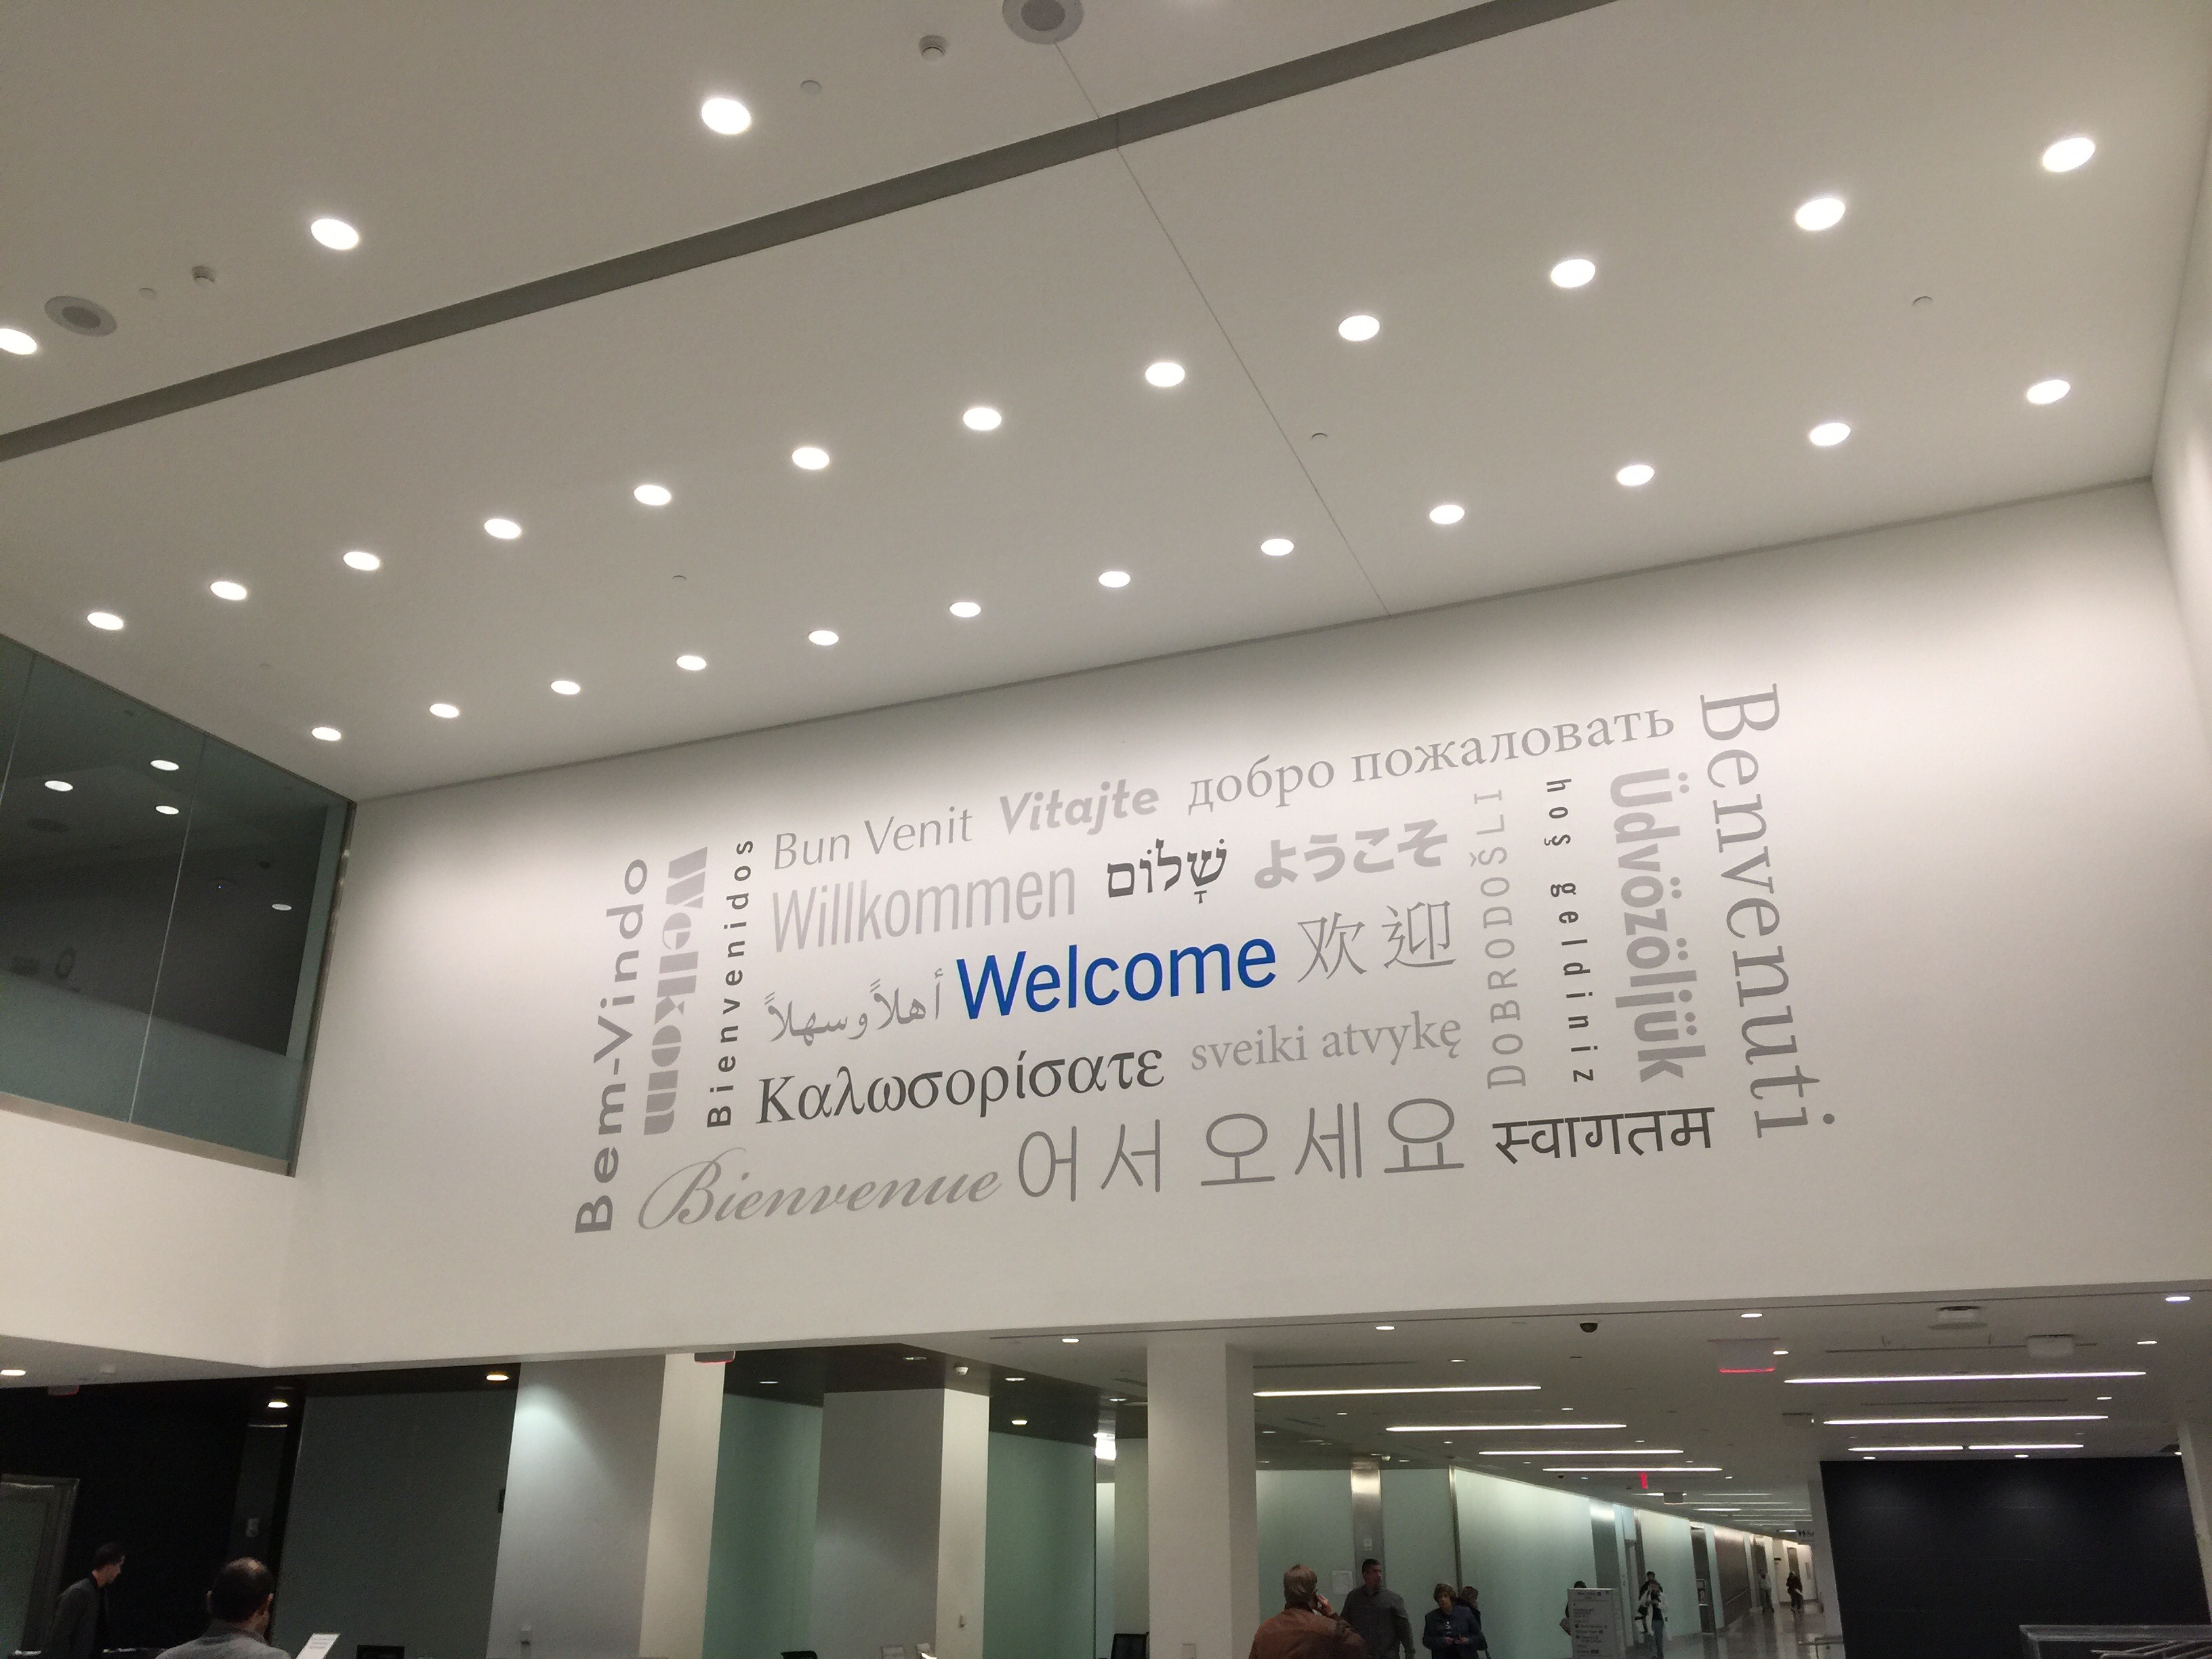 Bem-Vindo
Welkom
Bienvenidos
Bun Venit Vitajte добро пожаловать
Willkommen שָׁלוֹם ようこそ
أهلاً وسهلاً Welcome 欢迎
Καλωσορίσατε sveiki atvykę
Bienvenue 어서 오세요 स्वागतम
DOBRODOŠLI
hoş geldiniz
Üdvözöljük
Benvenuti